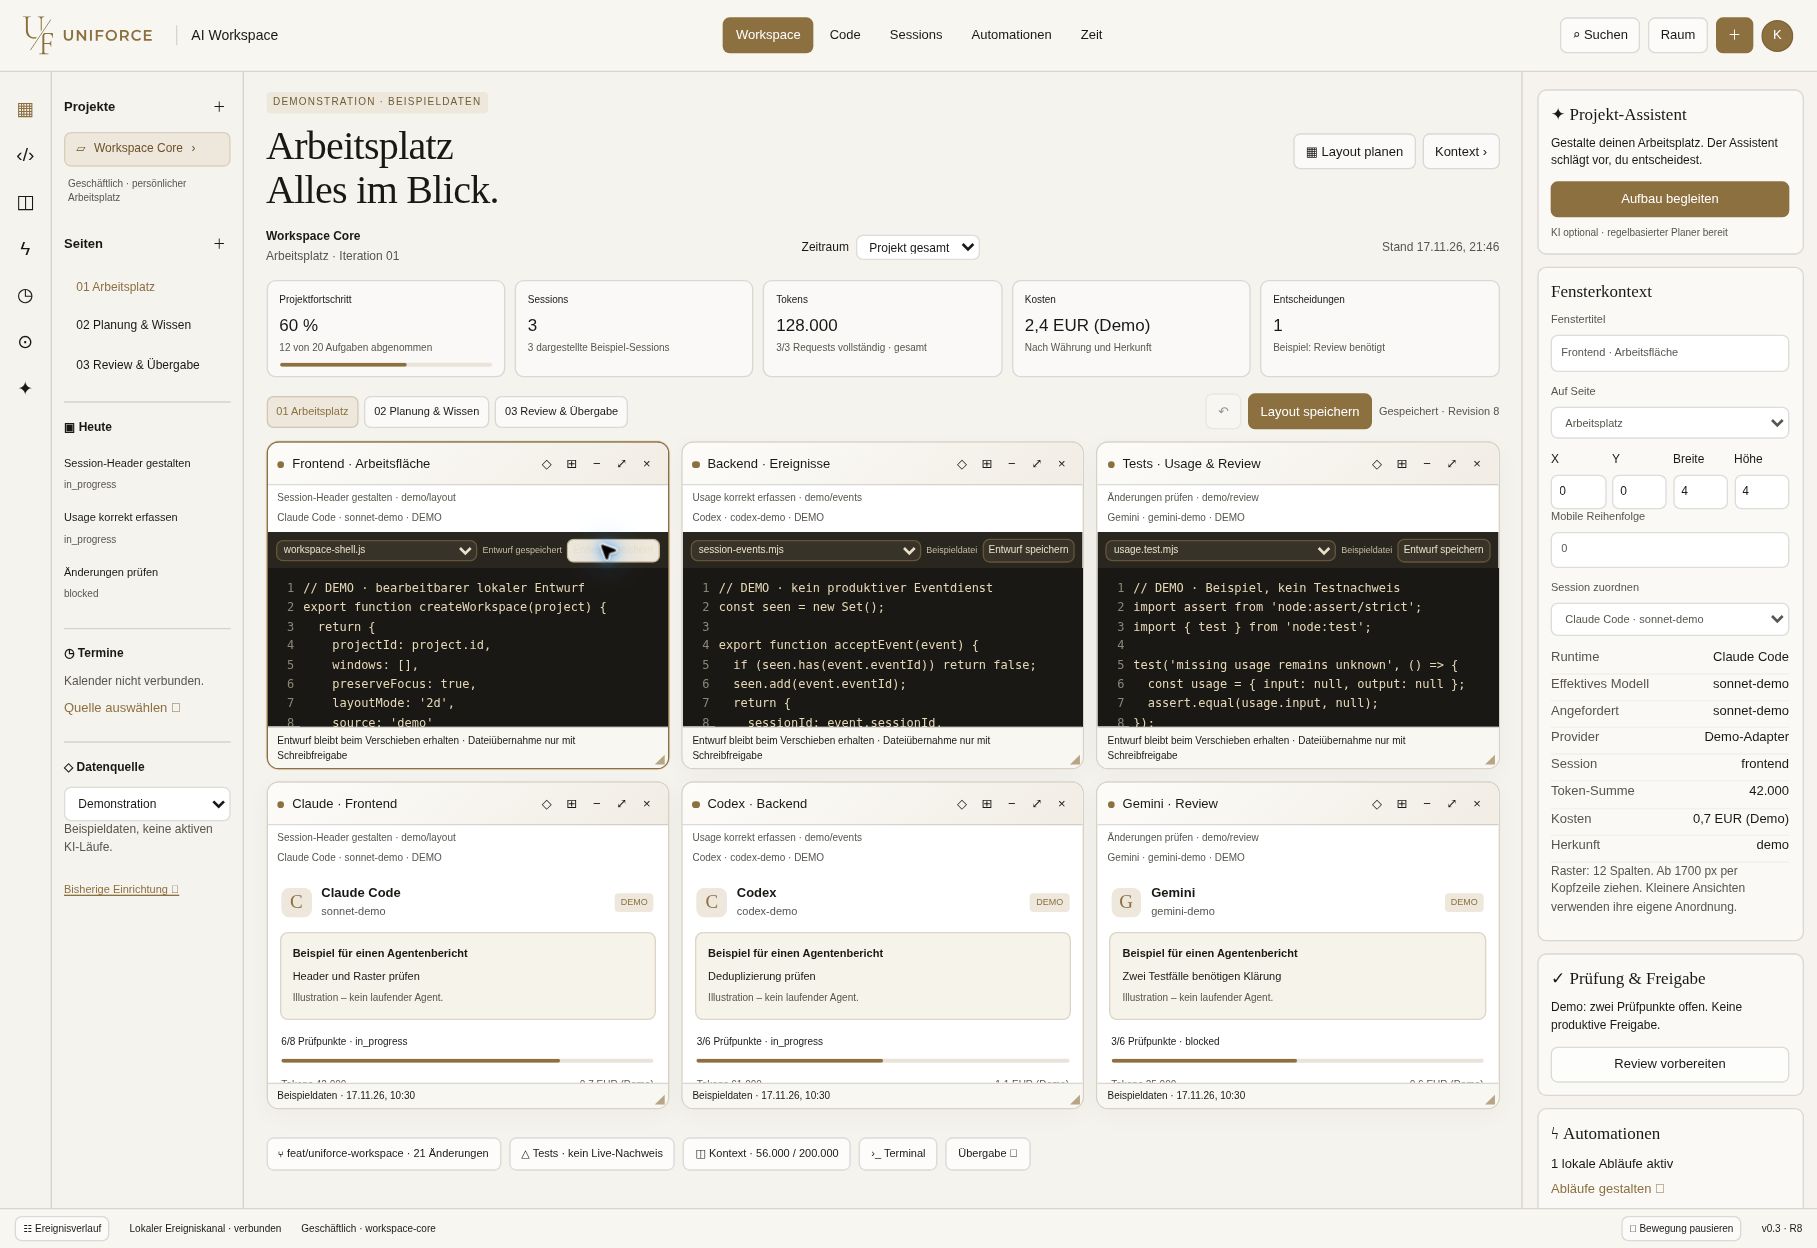 UF UNIFORCE
AI Workspace
Workspace
Code
Sessions
Automationen
Zeit
Suchen
Raum
+
K
Projekte +
Workspace Core ›
Geschäftlich · persönlicher
Arbeitsplatz
Seiten +
01 Arbeitsplatz
02 Planung & Wissen
03 Review & Übergabe
Heute
Session-Header gestalten
in_progress
Usage korrekt erfassen
in_progress
Änderungen prüfen
blocked
Termine
Kalender nicht verbunden.
Quelle auswählen
Datenquelle
Demonstration
Beispieldaten, keine aktiven
KI-Läufe.
Bisherige Einrichtung
DEMONSTRATION · BEISPIELDATEN
Arbeitsplatz
Alles im Blick.
Layout planen
Kontext ›
Workspace Core
Arbeitsplatz · Iteration 01
Zeitraum
Projekt gesamt
Stand 17.11.26, 21:46
Projektfortschritt
60 %
12 von 20 Aufgaben abgenommen
Sessions
3
3 dargestellte Beispiel-Sessions
Tokens
128.000
3/3 Requests vollständig · gesamt
Kosten
2,4 EUR (Demo)
Nach Währung und Herkunft
Entscheidungen
1
Beispiel: Review benötigt
01 Arbeitsplatz
02 Planung & Wissen
03 Review & Übergabe
Layout speichern
Gespeichert · Revision 8
Frontend · Arbeitsfläche
Session-Header gestalten · demo/layout
Claude Code · sonnet-demo · DEMO
workspace-shell.js
Entwurf gespeichert
1 // DEMO · bearbeitbarer lokaler Entwurf
2 export function createWorkspace(project) {
3 return {
4 projectId: project.id,
5 windows: [],
6 preserveFocus: true,
7 layoutMode: '2d',
8 source: 'demo'
Entwurf bleibt beim Verschieben erhalten · Dateiübernahme nur mit
Schreibfreigabe
Backend · Ereignisse
Usage korrekt erfassen · demo/events
Codex · codex-demo · DEMO
session-events.mjs
Beispieldatei
Entwurf speichern
1 // DEMO · kein produktiver Eventdienst
2 const seen = new Set();
3
4 export function acceptEvent(event) {
5 if (seen.has(event.eventId)) return false;
6 seen.add(event.eventId);
7 return {
8 sessionId: event.sessionId,
Entwurf bleibt beim Verschieben erhalten · Dateiübernahme nur mit
Schreibfreigabe
Tests · Usage & Review
Änderungen prüfen · demo/review
Gemini · gemini-demo · DEMO
usage.test.mjs
Beispieldatei
Entwurf speichern
1 // DEMO · Beispiel, kein Testnachweis
2 import assert from 'node:assert/strict';
3 import { test } from 'node:test';
4
5 test('missing usage remains unknown', () => {
6 const usage = { input: null, output: null };
7 assert.equal(usage.input, null);
8 });
Entwurf bleibt beim Verschieben erhalten · Dateiübernahme nur mit
Schreibfreigabe
Claude · Frontend
Session-Header gestalten · demo/layout
Claude Code · sonnet-demo · DEMO
C
Claude Code
sonnet-demo
DEMO
Beispiel für einen Agentenbericht
Header und Raster prüfen
Illustration – kein laufender Agent.
6/8 Prüfpunkte · in_progress
Beispieldaten · 17.11.26, 10:30
Codex · Backend
Usage korrekt erfassen · demo/events
Codex · codex-demo · DEMO
C
Codex
codex-demo
DEMO
Beispiel für einen Agentenbericht
Deduplizierung prüfen
Illustration – kein laufender Agent.
3/6 Prüfpunkte · in_progress
Beispieldaten · 17.11.26, 10:30
Gemini · Review
Änderungen prüfen · demo/review
Gemini · gemini-demo · DEMO
G
Gemini
gemini-demo
DEMO
Beispiel für einen Agentenbericht
Zwei Testfälle benötigen Klärung
Illustration – kein laufender Agent.
3/6 Prüfpunkte · blocked
Beispieldaten · 17.11.26, 10:30
feat/uniforce-workspace · 21 Änderungen
Tests · kein Live-Nachweis
Kontext · 56.000 / 200.000
›_ Terminal
Übergabe
Projekt-Assistent
Gestalte deinen Arbeitsplatz. Der Assistent
schlägt vor, du entscheidest.
Aufbau begleiten
KI optional · regelbasierter Planer bereit
Fensterkontext
Fenstertitel
Frontend · Arbeitsfläche
Auf Seite
Arbeitsplatz
X Y Breite Höhe
0 0 4 4
Mobile Reihenfolge
0
Session zuordnen
Claude Code · sonnet-demo
Runtime Claude Code
Effektives Modell sonnet-demo
Angefordert sonnet-demo
Provider Demo-Adapter
Session frontend
Token-Summe 42.000
Kosten 0,7 EUR (Demo)
Herkunft demo
Raster: 12 Spalten. Ab 1700 px per
Kopfzeile ziehen. Kleinere Ansichten
verwenden ihre eigene Anordnung.
Prüfung & Freigabe
Demo: zwei Prüfpunkte offen. Keine
produktive Freigabe.
Review vorbereiten
Automationen
1 lokale Abläufe aktiv
Abläufe gestalten
Ereignisverlauf
Lokaler Ereigniskanal · verbunden
Geschäftlich · workspace-core
Bewegung pausieren
v0.3 · R8